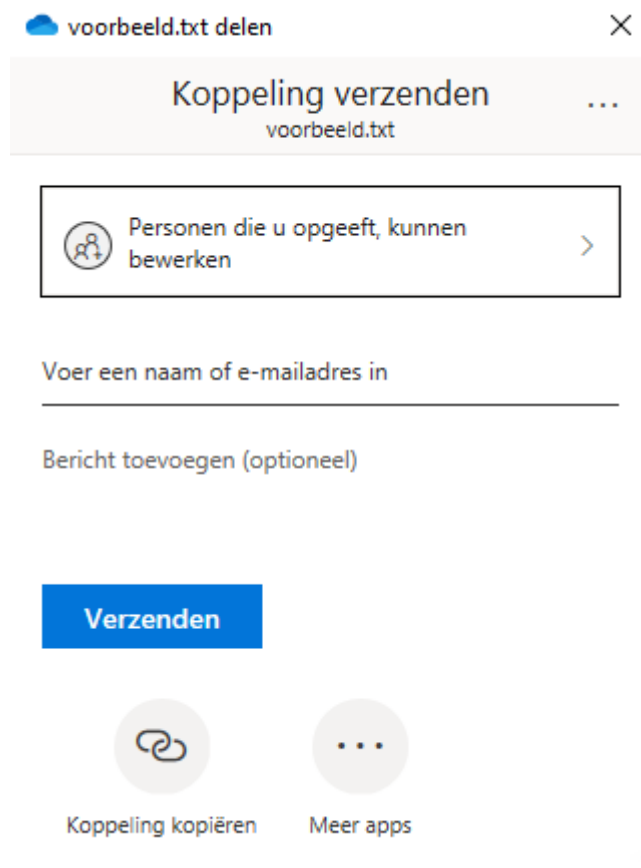 voorbeeld.txt delen
Koppeling verzenden
voorbeeld.txt
Personen die u opgeeft, kunnen
bewerken
Voer een naam of e-mailadres in
Bericht toevoegen (optioneel)
Verzenden
Koppeling kopiëren
Meer apps